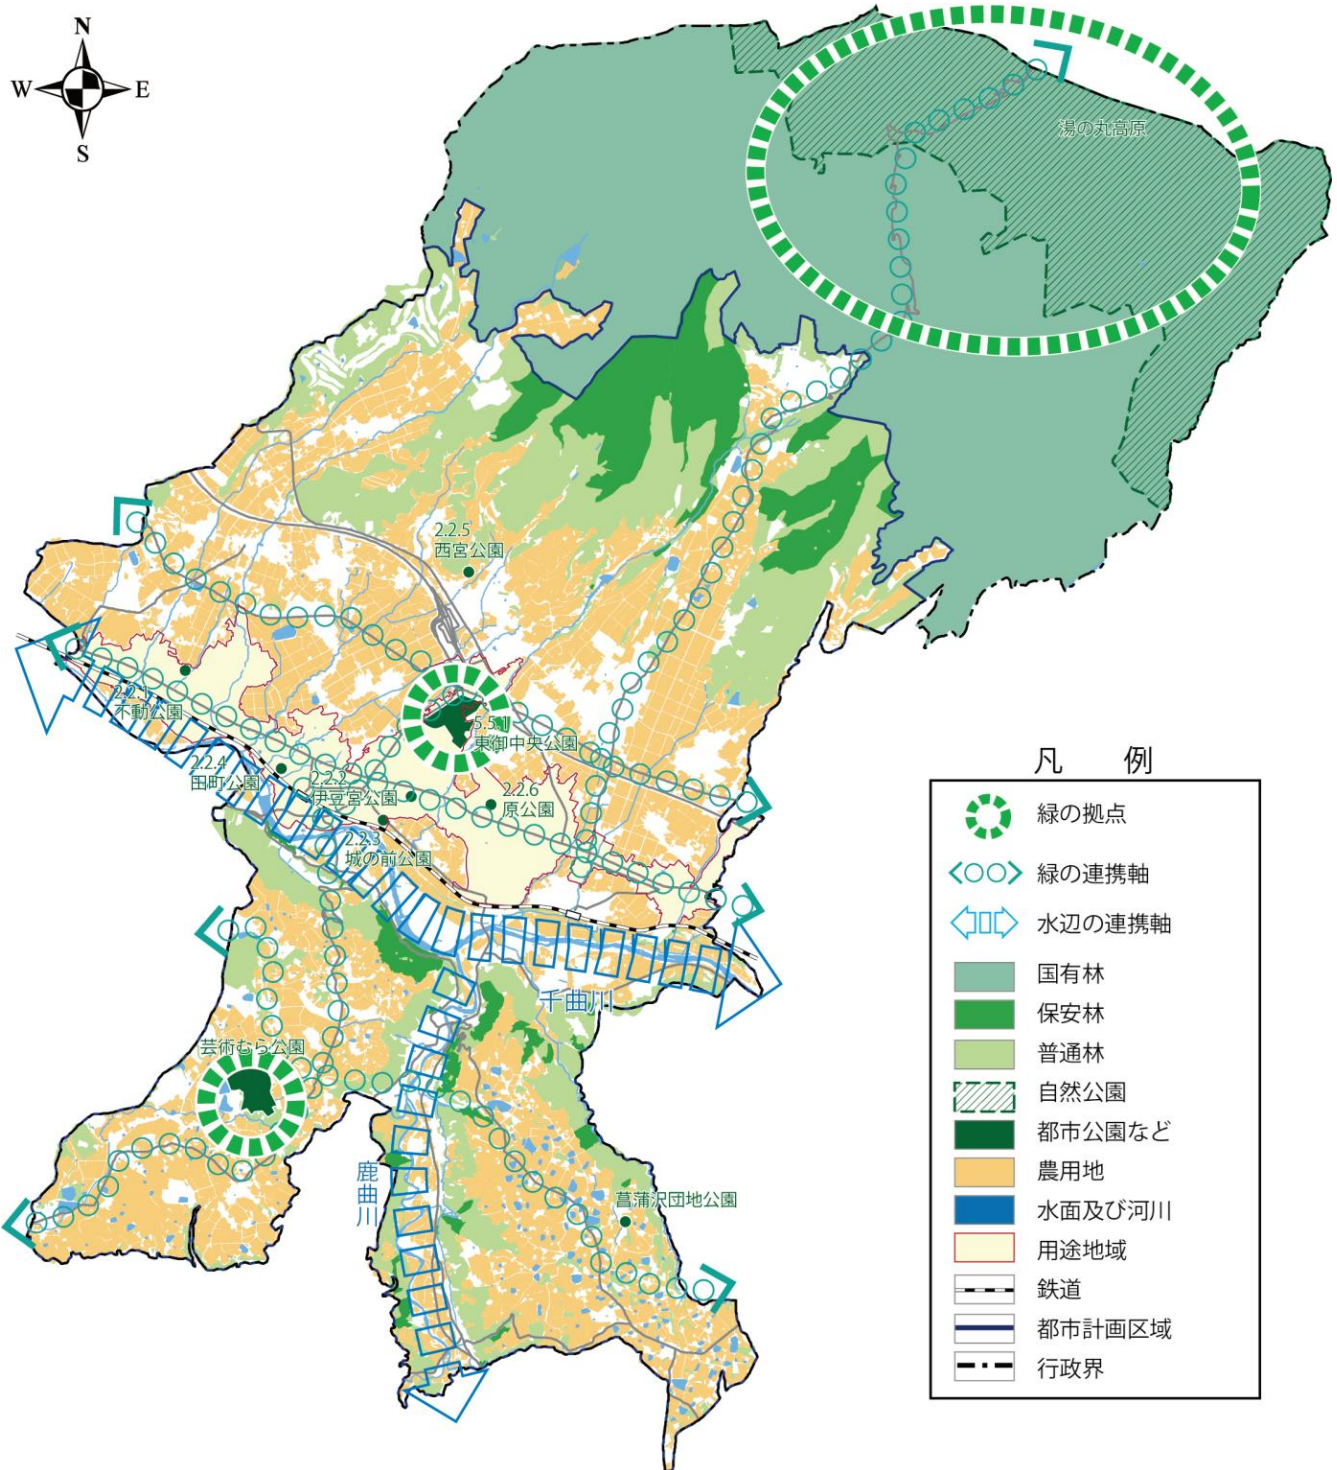 N
W
E
S
湯の丸高原
2.2.5
西宮公園
2.2.1
不動公園
5.5.1
東御中央公園
2.2.4
田町公園
2.2.2
伊豆宮公園
2.2.6
原公園
2.2.3
城の前公園
千曲川
芸術むら公園
鹿曲川
菖蒲沢団地公園
凡　例
緑の拠点
緑の連携軸
水辺の連携軸
国有林
保安林
普通林
自然公園
都市公園など
農用地
水面及び河川
用途地域
鉄道
都市計画区域
行政界